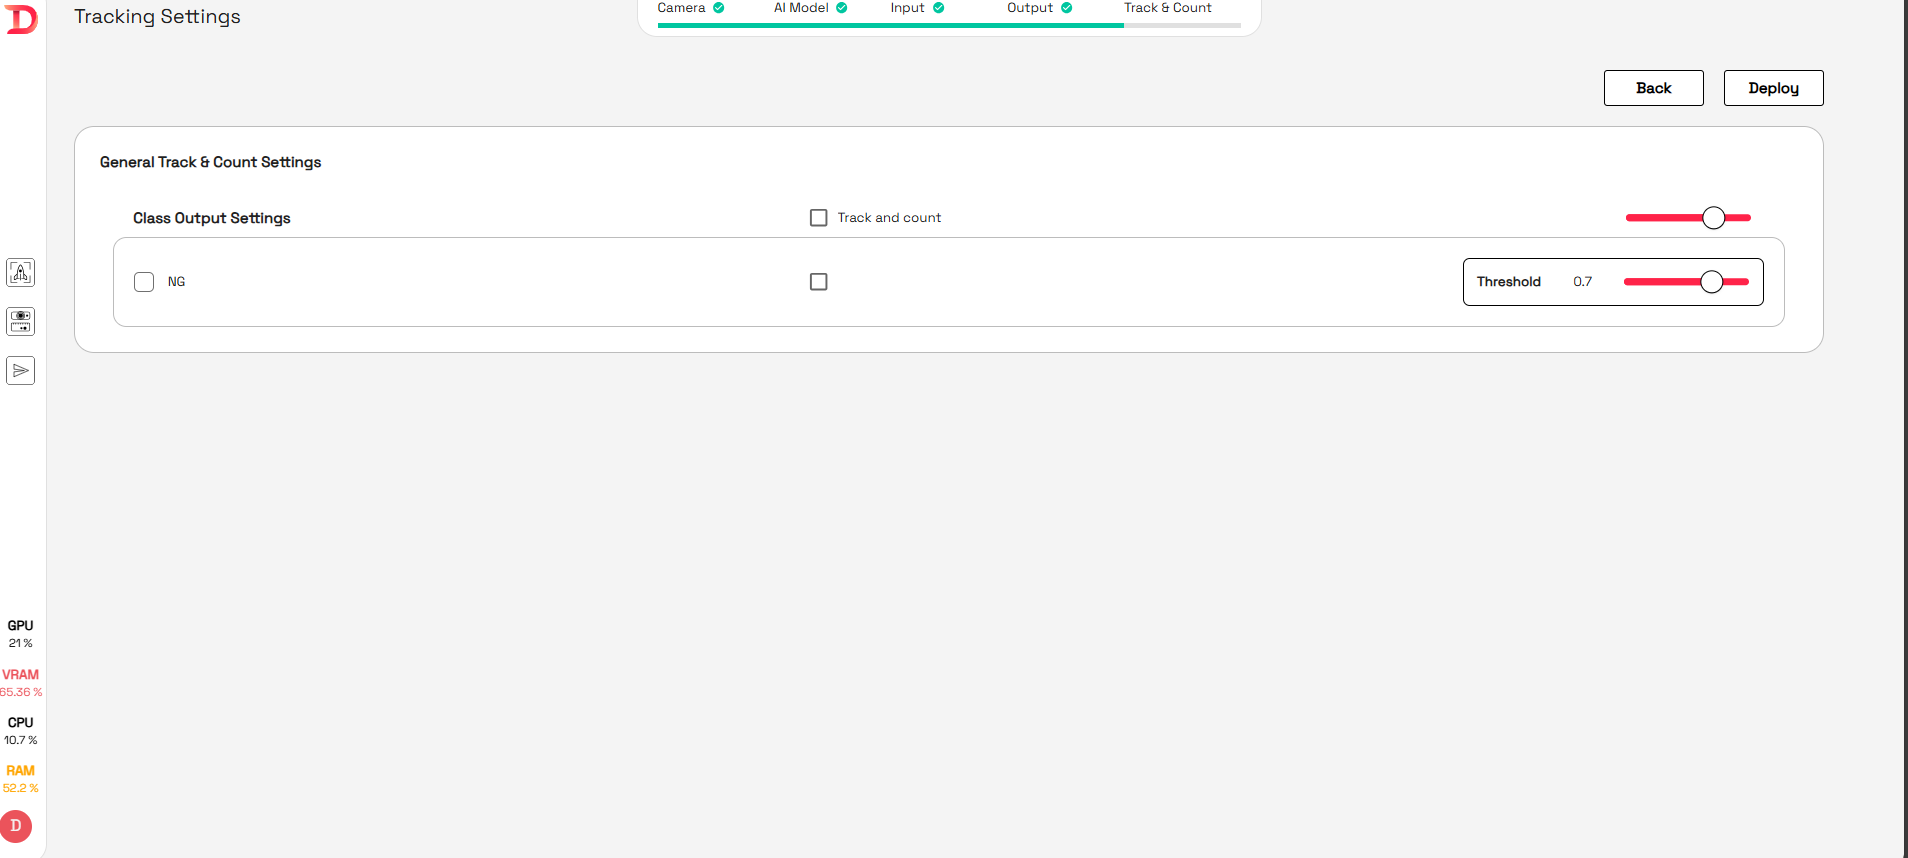 Tracking Settings
Camera AI Model Input Output Track & Count
Back Deploy
General Track & Count Settings
Class Output Settings Track and count
NG Threshold 0.7
GPU
21 %
VRAM
65.36 %
CPU
10.7 %
RAM
52.2 %
D